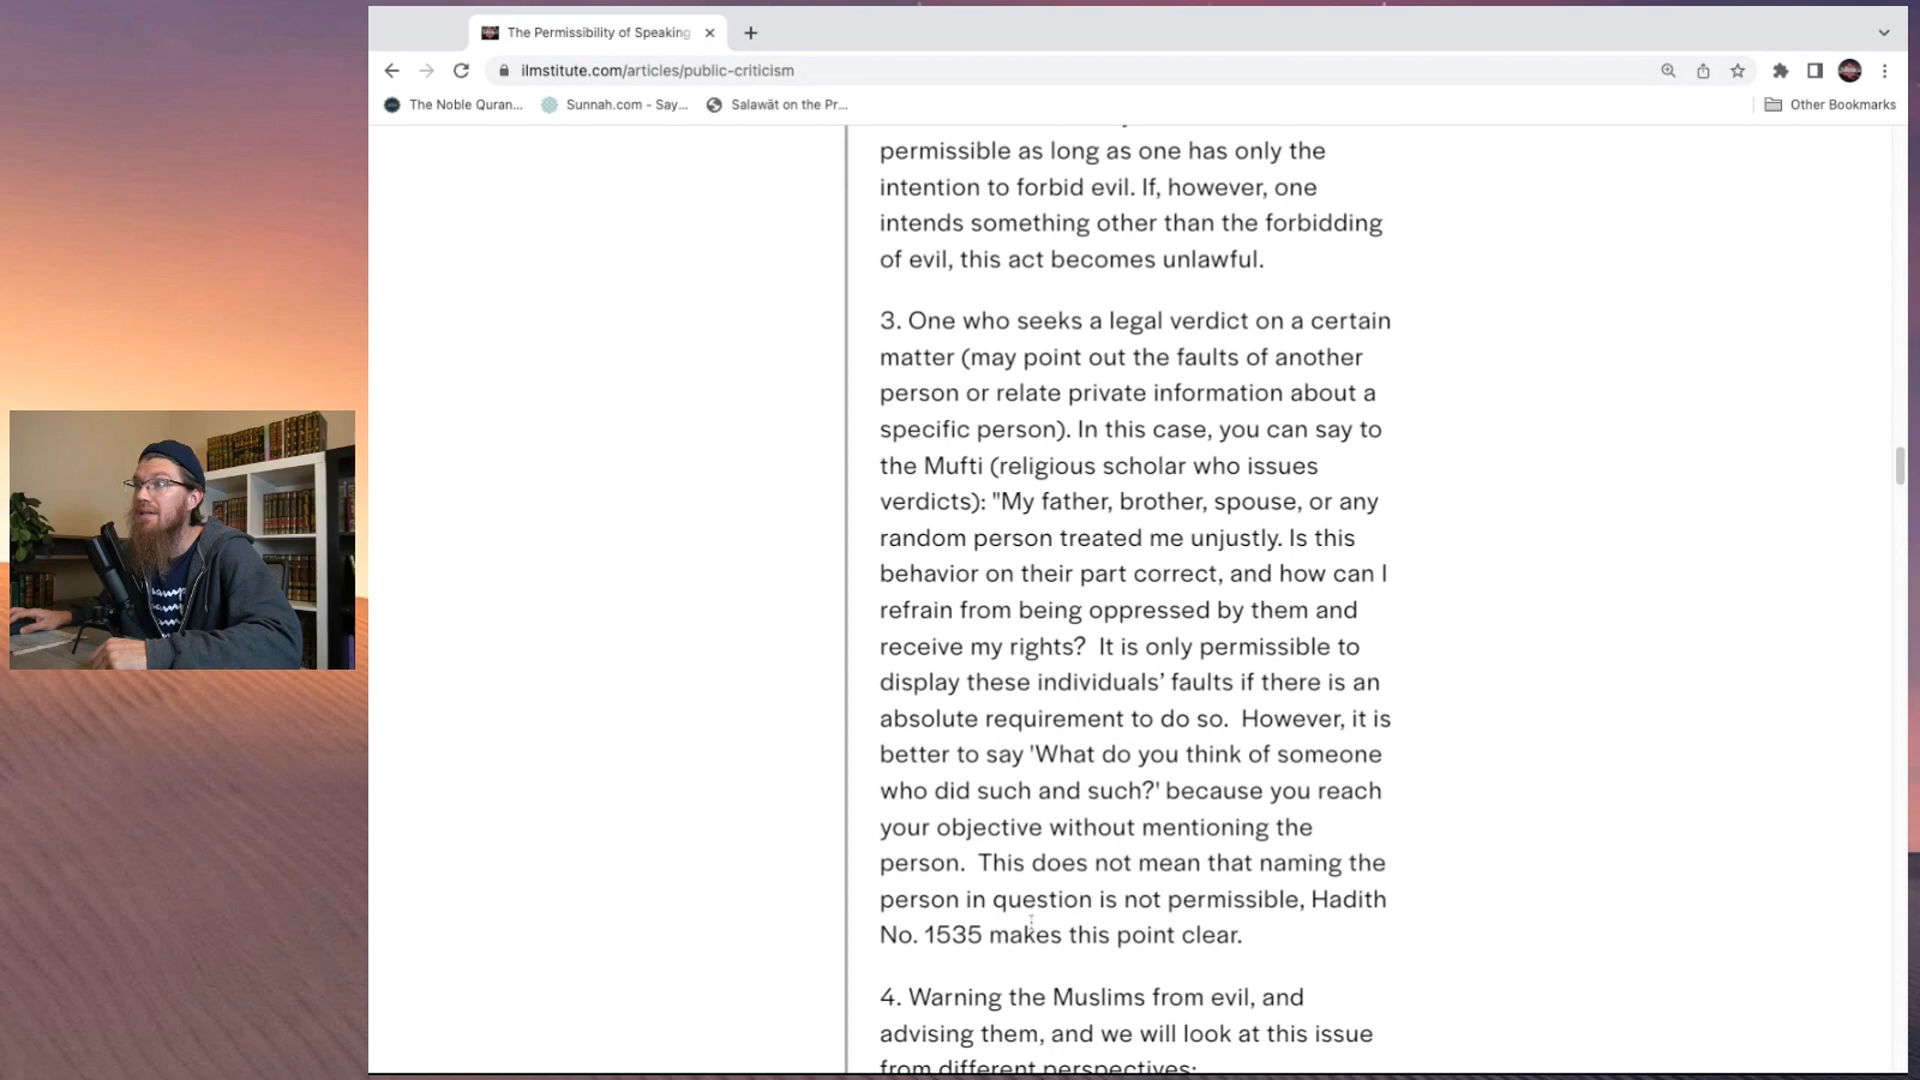 The Permissibility of Speaking
ilmstitute.com/articles/public-criticism
The Noble Quran...
Sunnah.com - Say...
Salawāt on the Pr...
Other Bookmarks
permissible as long as one has only the
intention to forbid evil. If, however, one
intends something other than the forbidding
of evil, this act becomes unlawful.
3. One who seeks a legal verdict on a certain
matter (may point out the faults of another
person or relate private information about a
specific person). In this case, you can say to
the Mufti (religious scholar who issues
verdicts): "My father, brother, spouse, or any
random person treated me unjustly. Is this
behavior on their part correct, and how can I
refrain from being oppressed by them and
receive my rights?  It is only permissible to
display these individuals’ faults if there is an
absolute requirement to do so.  However, it is
better to say 'What do you think of someone
who did such and such?' because you reach
your objective without mentioning the
person.  This does not mean that naming the
person in question is not permissible, Hadith
No. 1535 makes this point clear.
4. Warning the Muslims from evil, and
advising them, and we will look at this issue
from different perspectives: